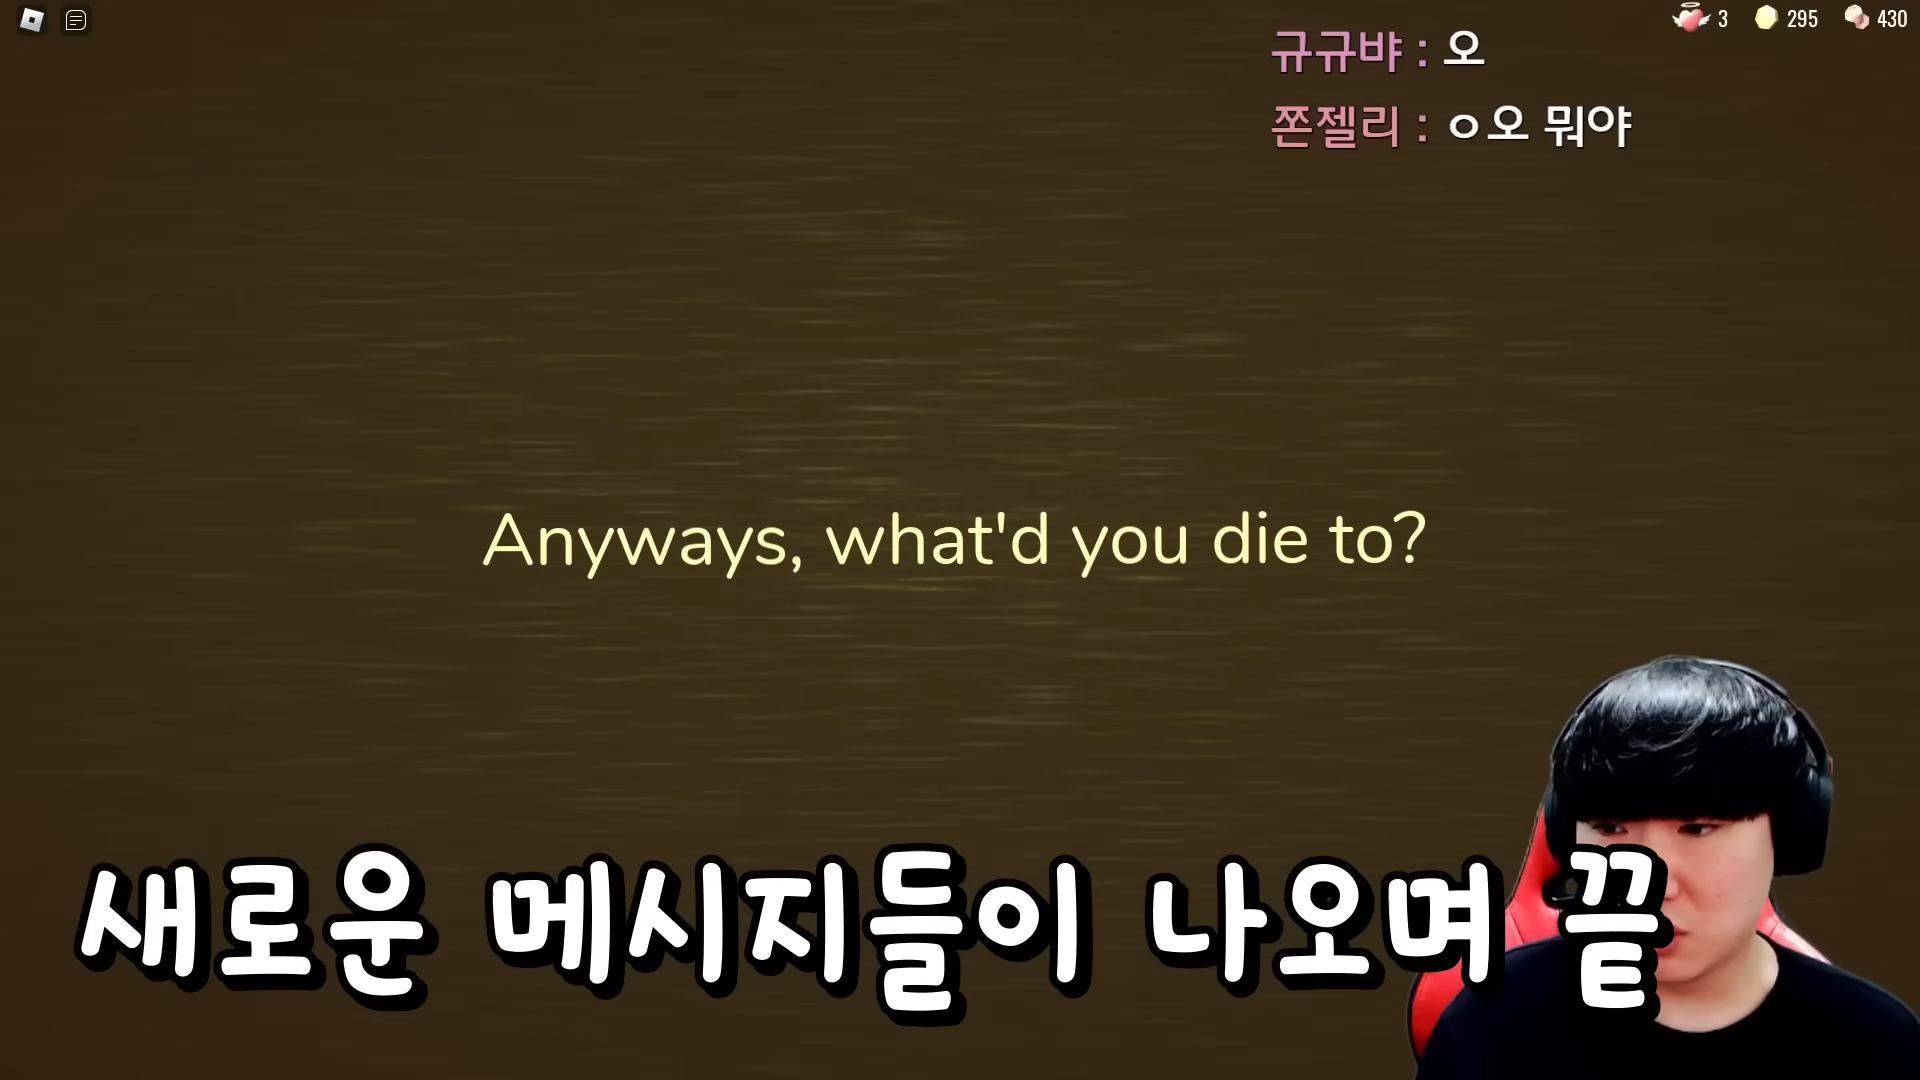 3 295 430
규규뱌 : 오
쫀젤리 : ㅇ오 뭐야
Anyways, what'd you die to?
새로운 메시지들이 나오며 끝